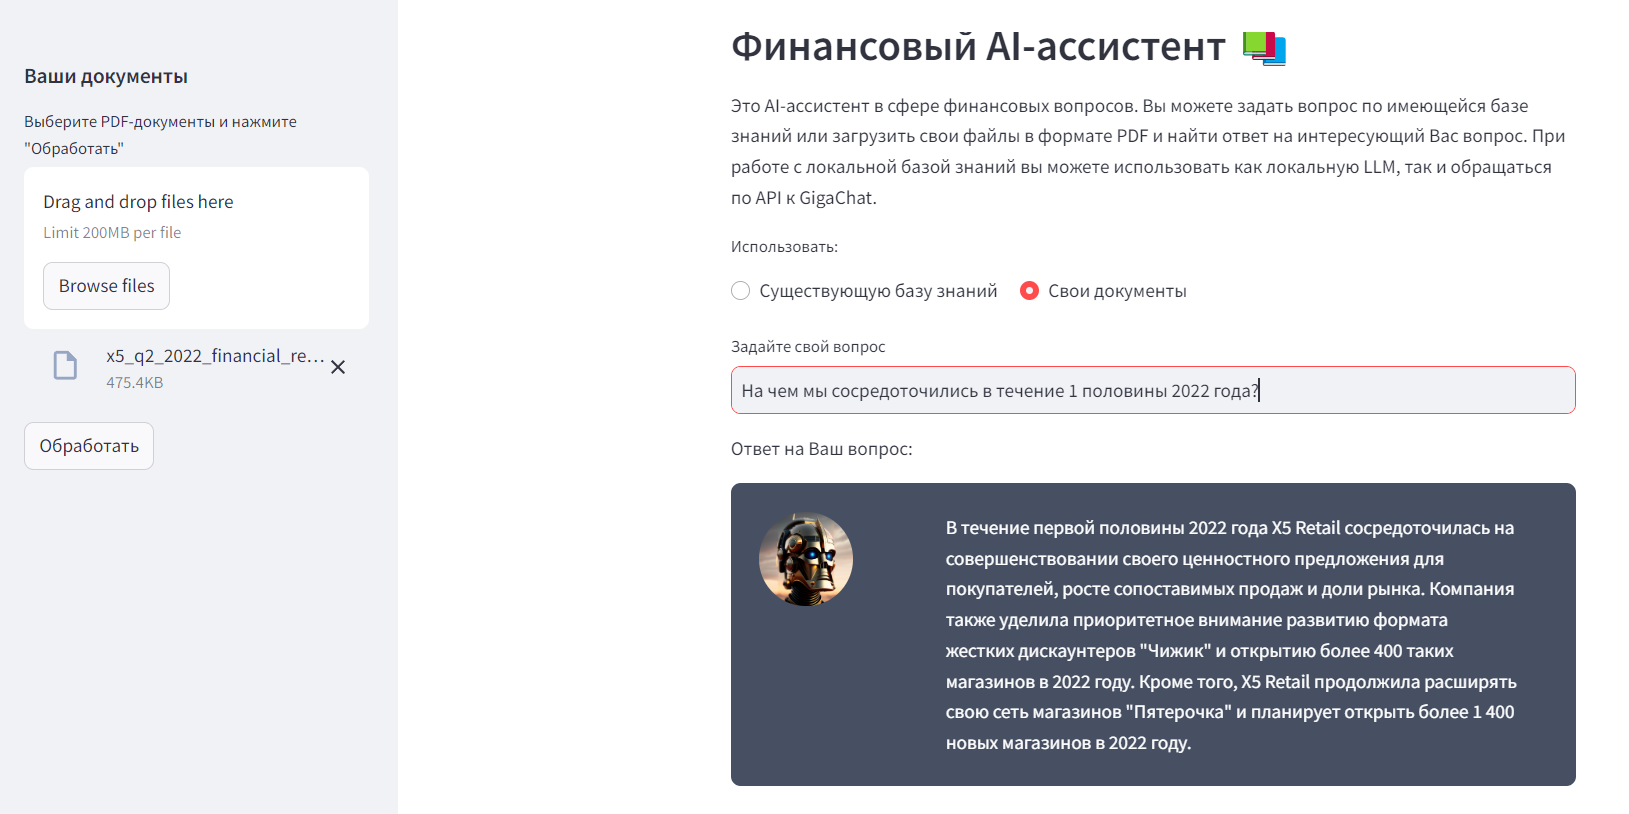 Ваши документы
Выберите PDF-документы и нажмите
"Обработать"
Drag and drop files here
Limit 200MB per file
Browse files
x5_q2_2022_financial_re...
475.4KB
Обработать
Финансовый AI-ассистент
Это AI-ассистент в сфере финансовых вопросов. Вы можете задать вопрос по имеющейся базе
знаний или загрузить свои файлы в формате PDF и найти ответ на интересующий Вас вопрос. При
работе с локальной базой знаний вы можете использовать как локальную LLM, так и обращаться
по API к GigaChat.
Использовать:
Существующую базу знаний
Свои документы
Задайте свой вопрос
На чем мы сосредоточились в течение 1 половины 2022 года?
Ответ на Ваш вопрос:
В течение первой половины 2022 года X5 Retail сосредоточилась на
совершенствовании своего ценностного предложения для
покупателей, росте сопоставимых продаж и доли рынка. Компания
также уделила приоритетное внимание развитию формата
жестких дискаунтеров "Чижик" и открытию более 400 таких
магазинов в 2022 году. Кроме того, X5 Retail продолжила расширять
свою сеть магазинов "Пятерочка" и планирует открыть более 1 400
новых магазинов в 2022 году.